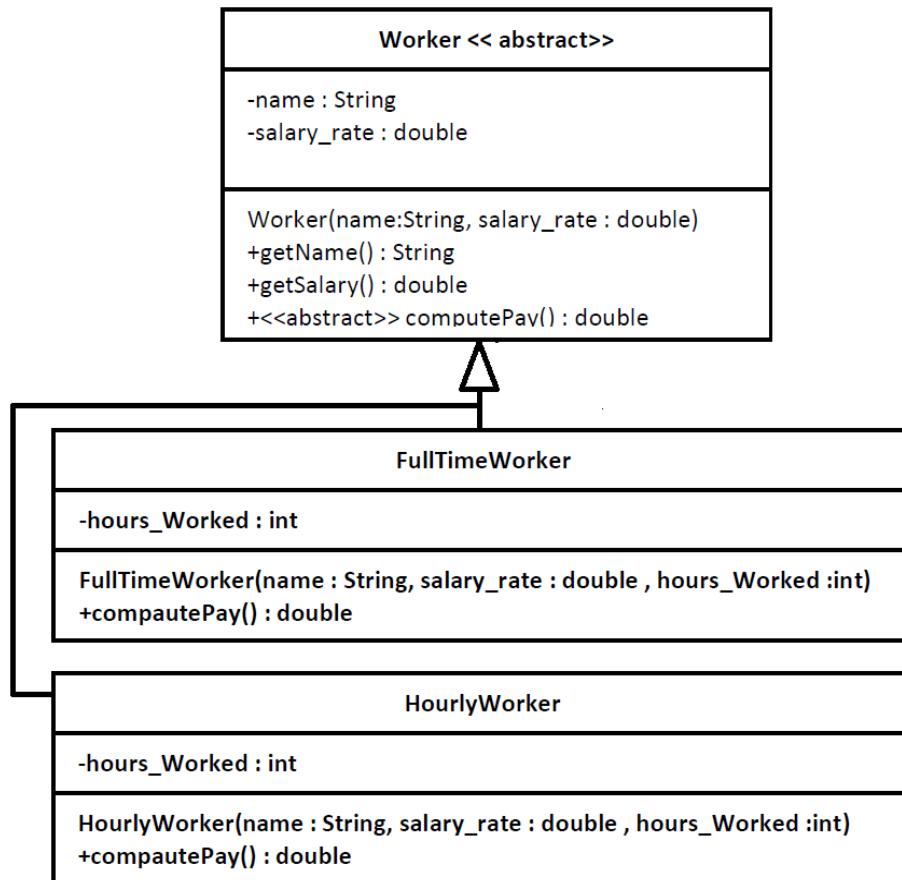 Worker << abstract>>
-name : String
-salary_rate : double
Worker(name:String, salary_rate : double)
+getName() : String
+getSalary() : double
+<<abstract>> computePay() : double
FullTimeWorker
-hours_Worked : int
FullTimeWorker(name : String, salary_rate : double , hours_Worked :int)
+compautePay() : double
HourlyWorker
-hours_Worked : int
HourlyWorker(name : String, salary_rate : double , hours_Worked :int)
+compautePay() : double